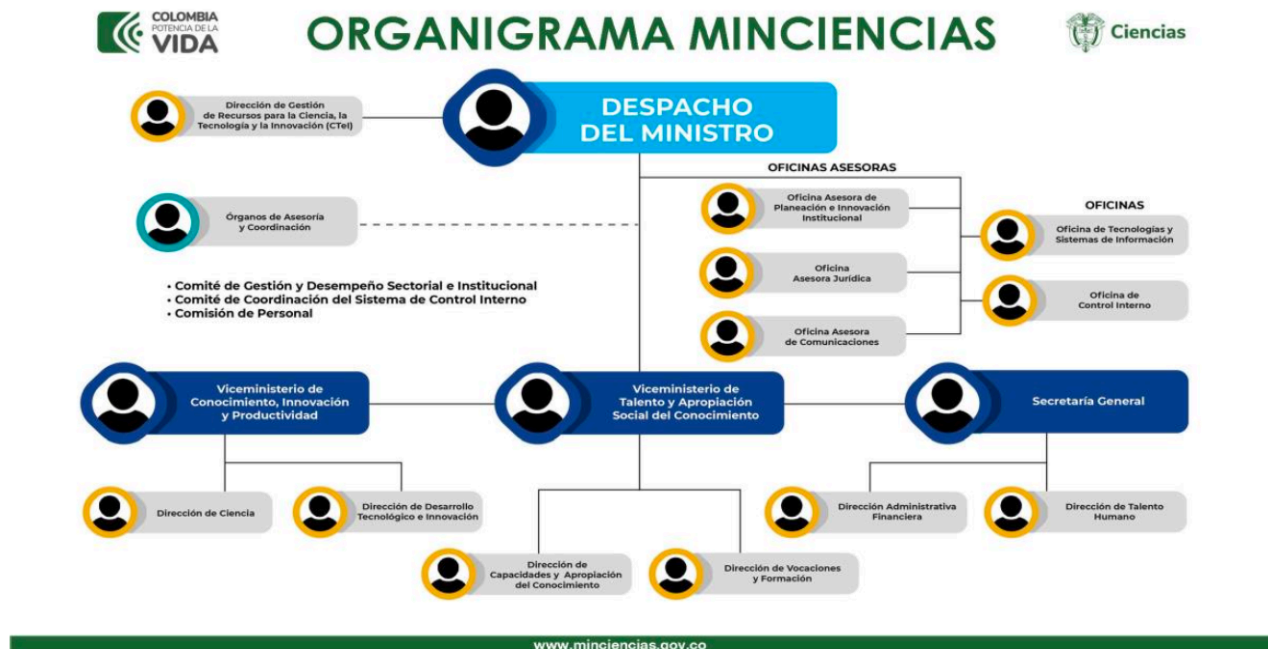 COLOMBIA
POTENCIA DE LA
VIDA
ORGANIGRAMA MINCIENCIAS
Ciencias
Dirección de Gestión
de Recursos para la Ciencia, la
Tecnología y la Innovación (CTeI)
DESPACHO
DEL MINISTRO
OFICINAS ASESORAS
Oficina Asesora de
Planeación e Innovación
Institucional
OFICINAS
Órganos de Asesoría
y Coordinación
Oficina de Tecnologías y
Sistemas de Información
Oficina
Asesora Jurídica
• Comité de Gestión y Desempeño Sectorial e Institucional
• Comité de Coordinación del Sistema de Control Interno
• Comisión de Personal
Oficina de
Control Interno
Oficina Asesora
de Comunicaciones
Viceministerio de
Conocimiento, Innovación
y Productividad
Viceministerio de
Talento y Apropiación
Social del Conocimiento
Secretaría General
Dirección de Ciencia
Dirección de Desarrollo
Tecnológico e Innovación
Dirección Administrativa
Financiera
Dirección de Talento
Humano
Dirección de
Capacidades y Apropiación
del Conocimiento
Dirección de Vocaciones
y Formación
www.minciencias.gov.co